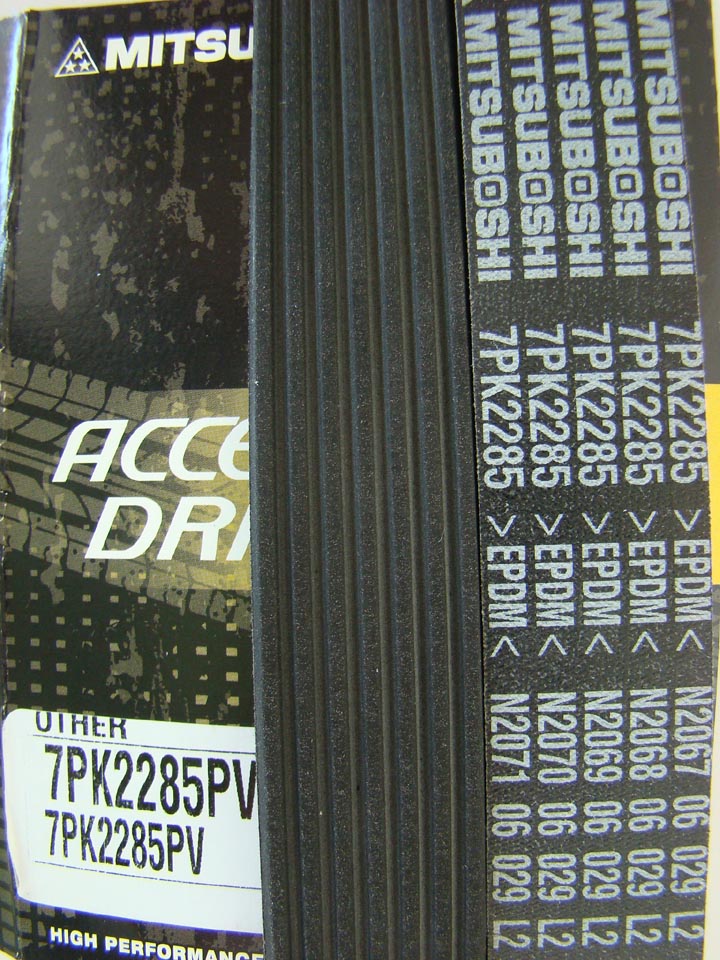 MITSU
ACCE
DRI
OTHER
7PK2285PV
7PK2285PV
HIGH PERFORMANCE
MITSUBOSHI 7PK2285 >EPDM< N2067 06 029 L2
MITSUBOSHI 7PK2285 >EPDM< N2068 06 029 L2
MITSUBOSHI 7PK2285 >EPDM< N2069 06 029 L2
MITSUBOSHI 7PK2285 >EPDM< N2070 06 029 L2
MITSUBOSHI 7PK2285 >EPDM< N2071 06 029 L2